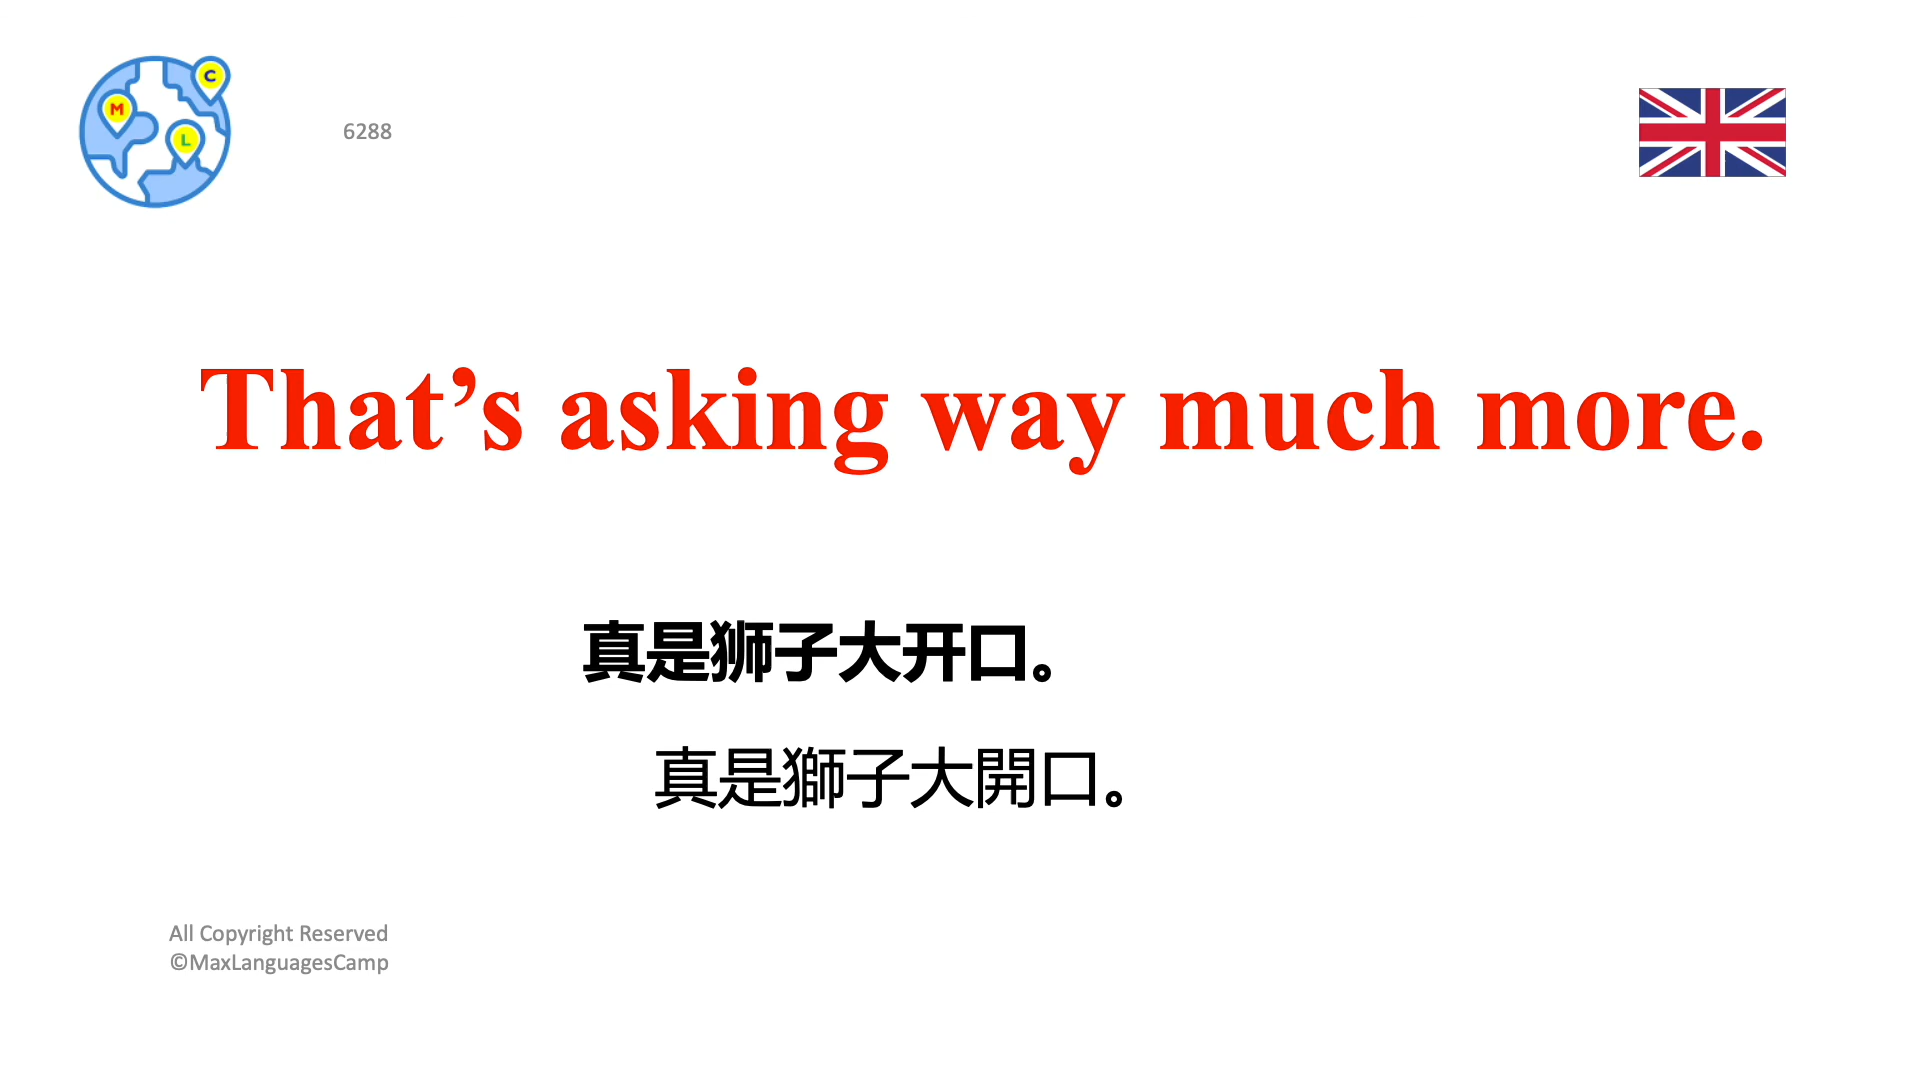 C
M
L
6288
That’s asking way much more.
真是狮子大开口。
真是獅子大開口。
All Copyright Reserved
©MaxLanguagesCamp